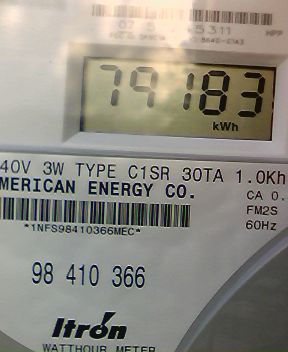 79183
kWh
40V 3W TYPE C1SR 30TA 1.0Kh
MERICAN ENERGY CO.
CA 0.
FM2S
60Hz
*1NFS98410366MEC*
98 410 366
Itron
WATTHOUR METER